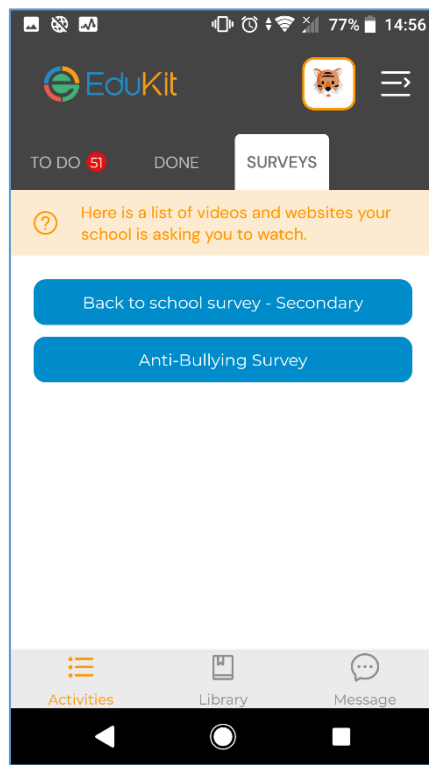 77% 14:56
EduKit
TO DO 51 DONE SURVEYS
Here is a list of videos and websites your
school is asking you to watch.
Back to school survey - Secondary
Anti-Bullying Survey
Activities Library Message